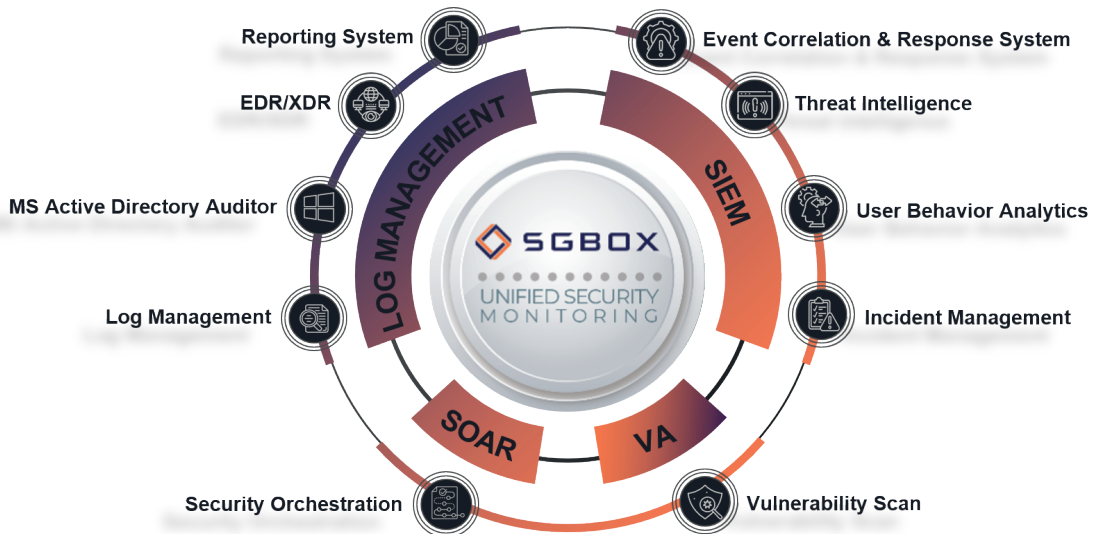 Reporting System
Event Correlation & Response System
EDR/XDR
Threat Intelligence
LOG MANAGEMENT
SIEM
MS Active Directory Auditor
User Behavior Analytics
SGBOX
UNIFIED SECURITY
MONITORING
Log Management
Incident Management
SOAR
VA
Security Orchestration
Vulnerability Scan